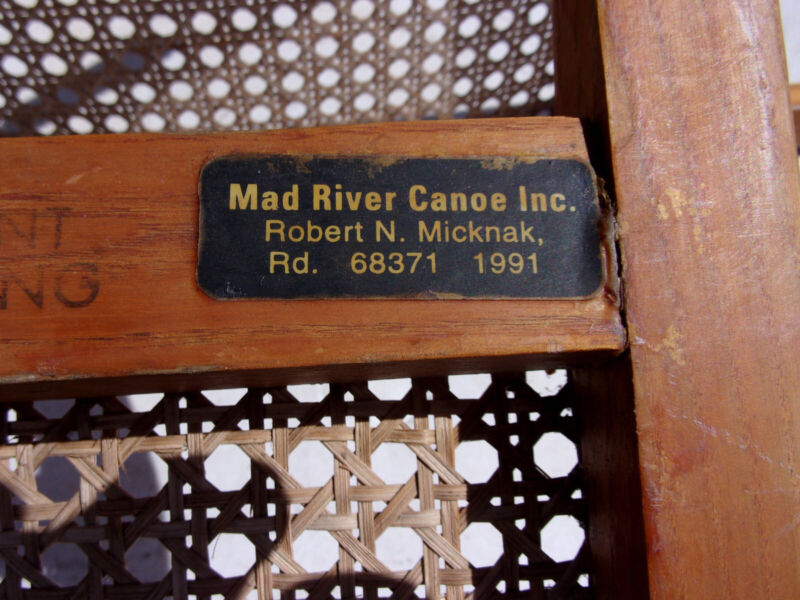 Mad River Canoe Inc.
Robert N. Micknak,
Rd. 68371 1991